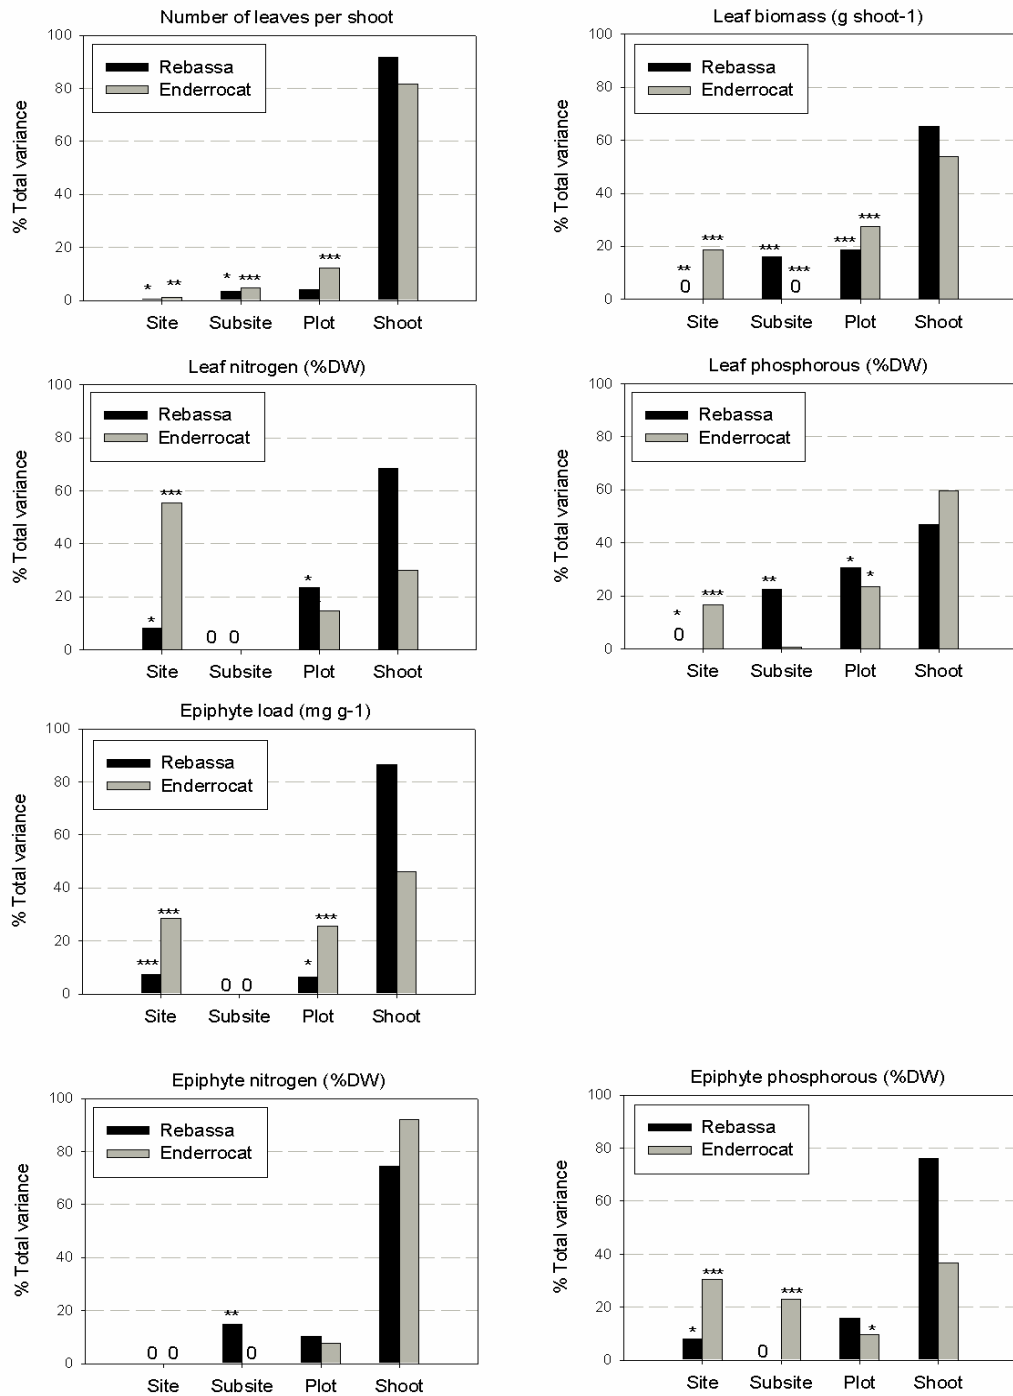 Number of leaves per shoot
% Total variance
100
80
60
40
20
0
Rebassa
Enderrocat
* ** * *** ***
Site Subsite Plot Shoot
Leaf biomass (g shoot-1)
% Total variance
100
80
60
40
20
0
Rebassa
Enderrocat
** *** *** *** *** ***
0 0
Site Subsite Plot Shoot
Leaf nitrogen (%DW)
% Total variance
100
80
60
40
20
0
Rebassa
Enderrocat
* *** *
0 0
Site Subsite Plot Shoot
Leaf phosphorous (%DW)
% Total variance
100
80
60
40
20
0
Rebassa
Enderrocat
* *** ** * *
0
Site Subsite Plot Shoot
Epiphyte load (mg g-1)
% Total variance
100
80
60
40
20
0
Rebassa
Enderrocat
*** *** * ***
0 0
Site Subsite Plot Shoot
Epiphyte nitrogen (%DW)
% Total variance
100
80
60
40
20
0
Rebassa
Enderrocat
**
0 0 0
Site Subsite Plot Shoot
Epiphyte phosphorous (%DW)
% Total variance
100
80
60
40
20
0
Rebassa
Enderrocat
* *** *** *
0
Site Subsite Plot Shoot